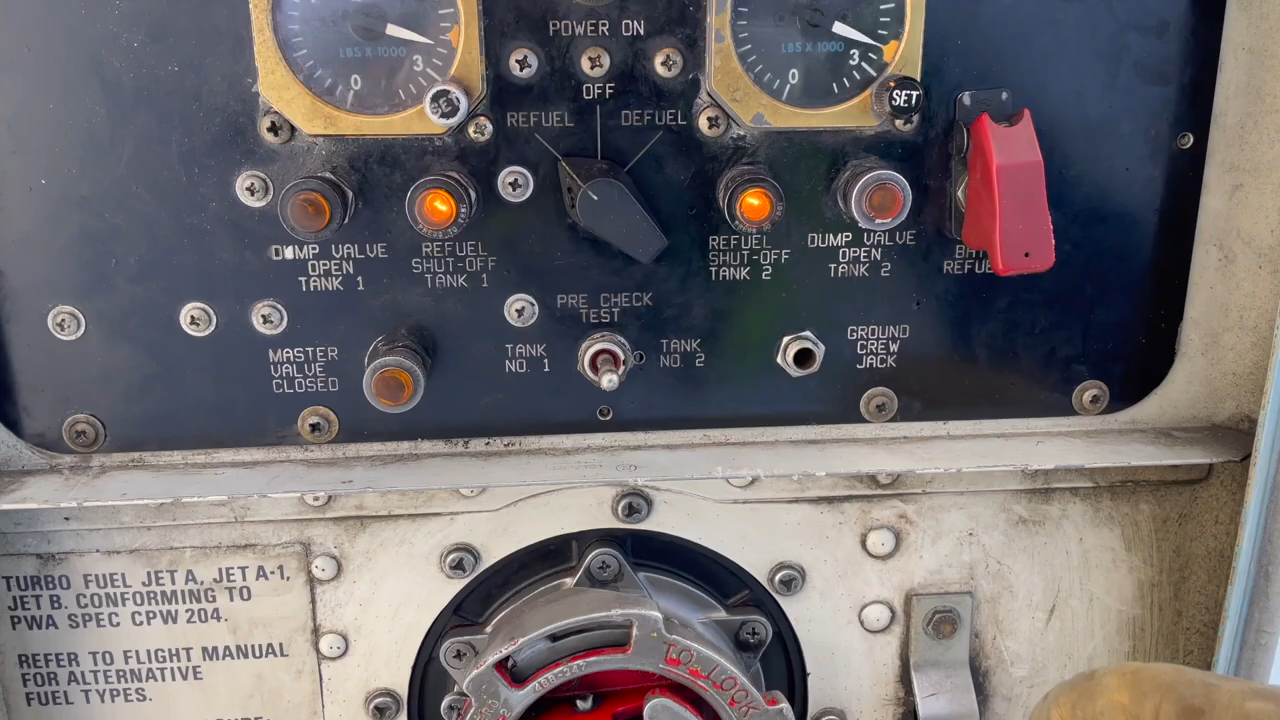 POWER ON
LBS X 1000
0
3
SET
LBS X 1000
0
3
SET
OFF
REFUEL
DEFUEL
DUMP VALVE
OPEN
TANK 1
REFUEL
SHUT-OFF
TANK 1
REFUEL
SHUT-OFF
TANK 2
DUMP VALVE
OPEN
TANK 2
REFUE
PRE CHECK
TEST
TANK
NO. 1
TANK
NO. 2
MASTER
VALVE
CLOSED
GROUND
CREW
JACK
TURBO FUEL JET A, JET A-1,
JET B. CONFORMING TO
PWA SPEC CPW 204.
REFER TO FLIGHT MANUAL
FOR ALTERNATIVE
FUEL TYPES.
TO LOCK